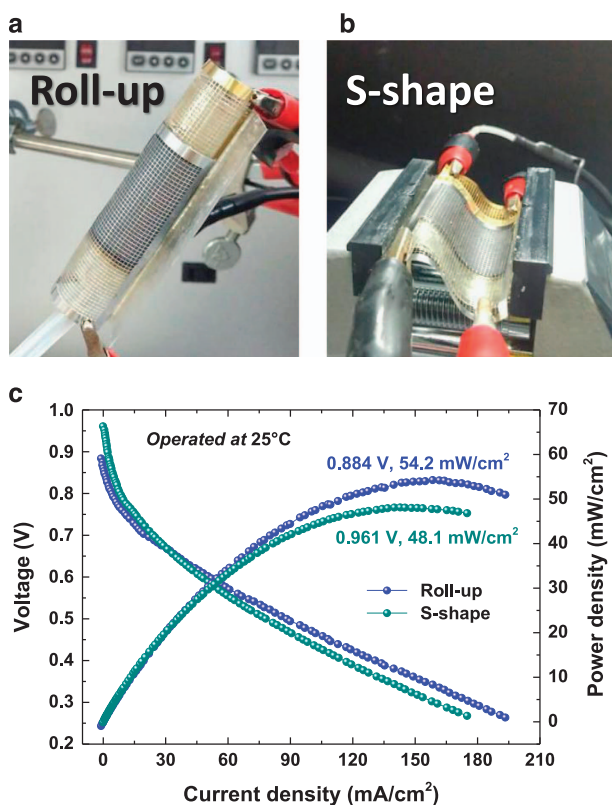 a
b
Roll-up
S-shape
c
Operated at 25°C
0.884 V, 54.2 mW/cm²
0.961 V, 48.1 mW/cm²
Roll-up
S-shape
Voltage (V)
1.0
0.9
0.8
0.7
0.6
0.5
0.4
0.3
0.2
Power density (mW/cm²)
70
60
50
40
30
20
10
0
0 30 60 90 120 150 180 210
Current density (mA/cm²)